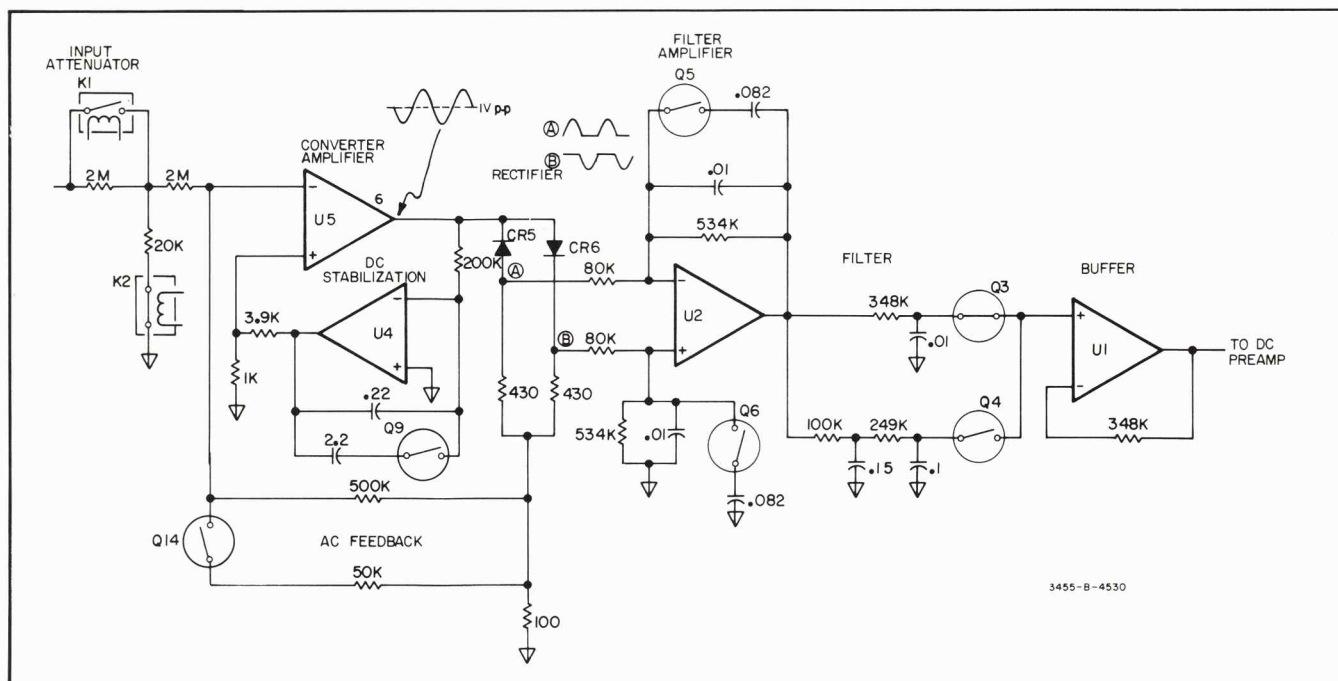 INPUT
ATTENUATOR
K1
2M
2M
20K
K2
CONVERTER
AMPLIFIER
1V p-p
6
-
U5
+
DC
STABILIZATION
200K
-
U4
+
3.9K
1K
.22
2.2
Q9
500K
Q14
AC FEEDBACK
50K
100
RECTIFIER
A
B
CR5
CR6
A
B
80K
80K
430
430
FILTER
AMPLIFIER
Q5
.082
.01
534K
-
U2
+
534K
.01
Q6
.082
FILTER
348K
.01
Q3
100K
249K
.15
.1
Q4
BUFFER
+
U1
-
348K
TO DC
PREAMP
3455-B-4530